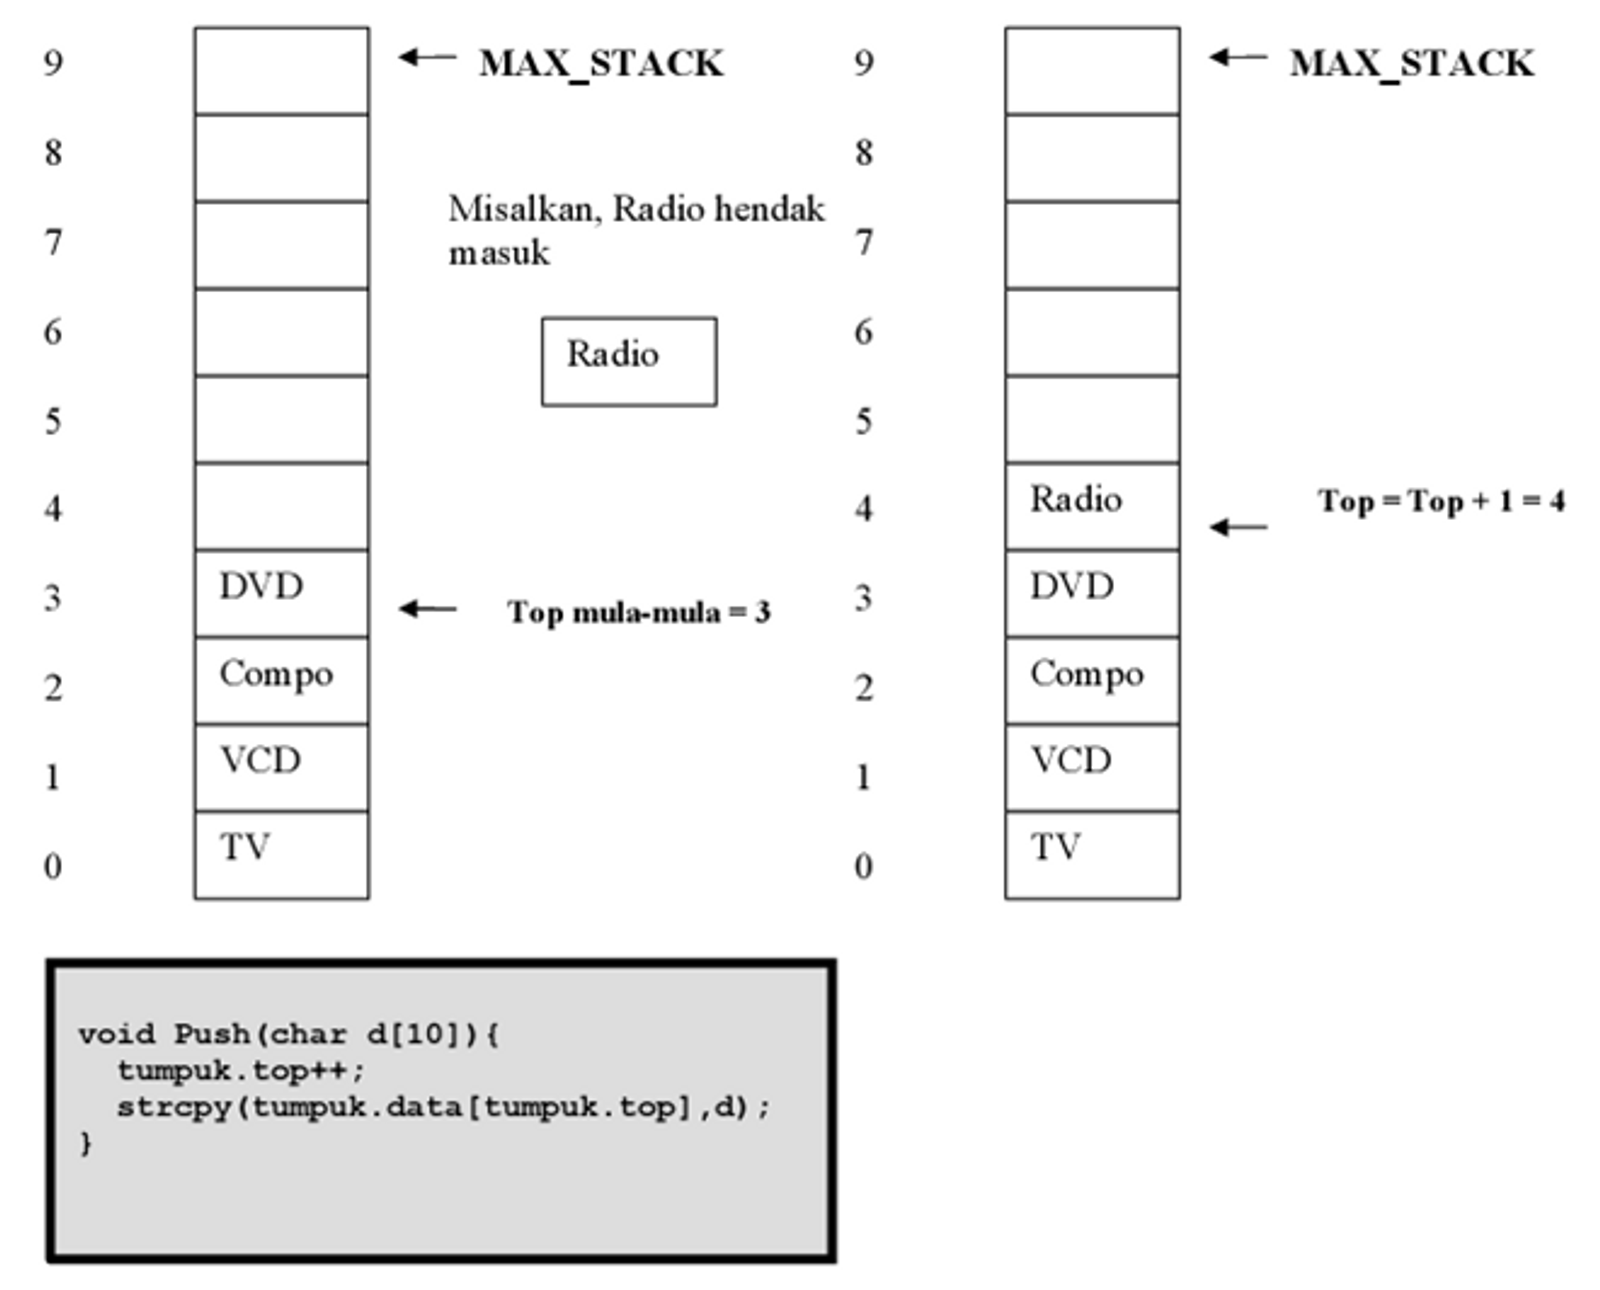 9
MAX_STACK
8
Misalkan, Radio hendak
masuk
7
6
Radio
5
4
DVD
3
Top mula-mula = 3
Compo
2
VCD
1
TV
0
9
MAX_STACK
8
7
6
5
Radio
4
Top = Top + 1 = 4
DVD
3
Compo
2
VCD
1
TV
0
void Push(char d[10]){
tumpuk.top++;
strcpy(tumpuk.data[tumpuk.top],d);
}